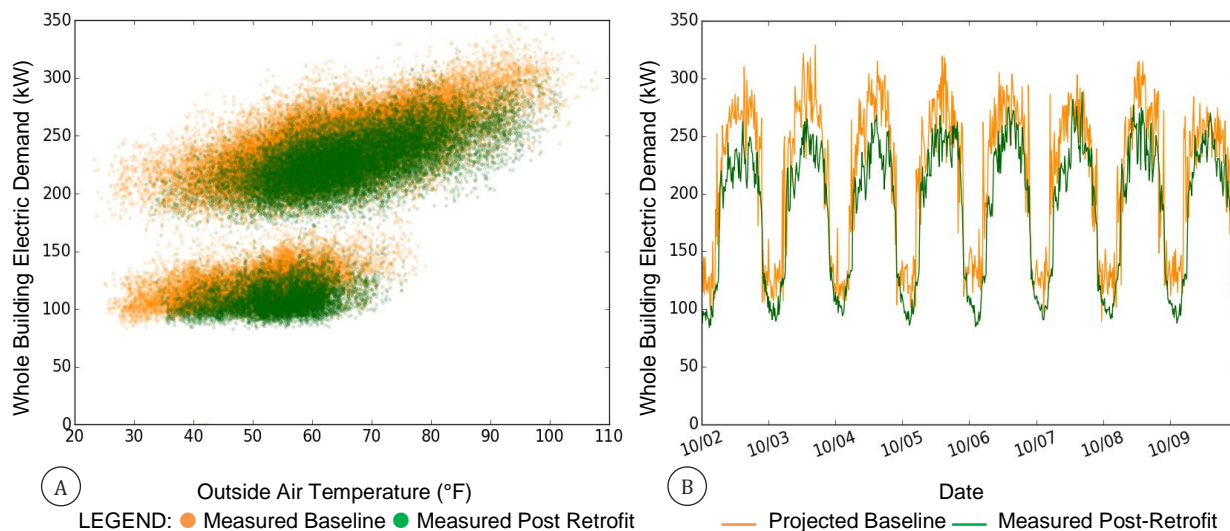 Whole Building Electric Demand (kW)
350
300
250
200
150
100
50
0
20 30 40 50 60 70 80 90 100 110
A
Outside Air Temperature (°F)
LEGEND: Measured Baseline Measured Post Retrofit
Whole Building Electric Demand (kW)
350
300
250
200
150
100
50
0
10/02 10/03 10/04 10/05 10/06 10/07 10/08 10/09
B
Date
Projected Baseline Measured Post-Retrofit